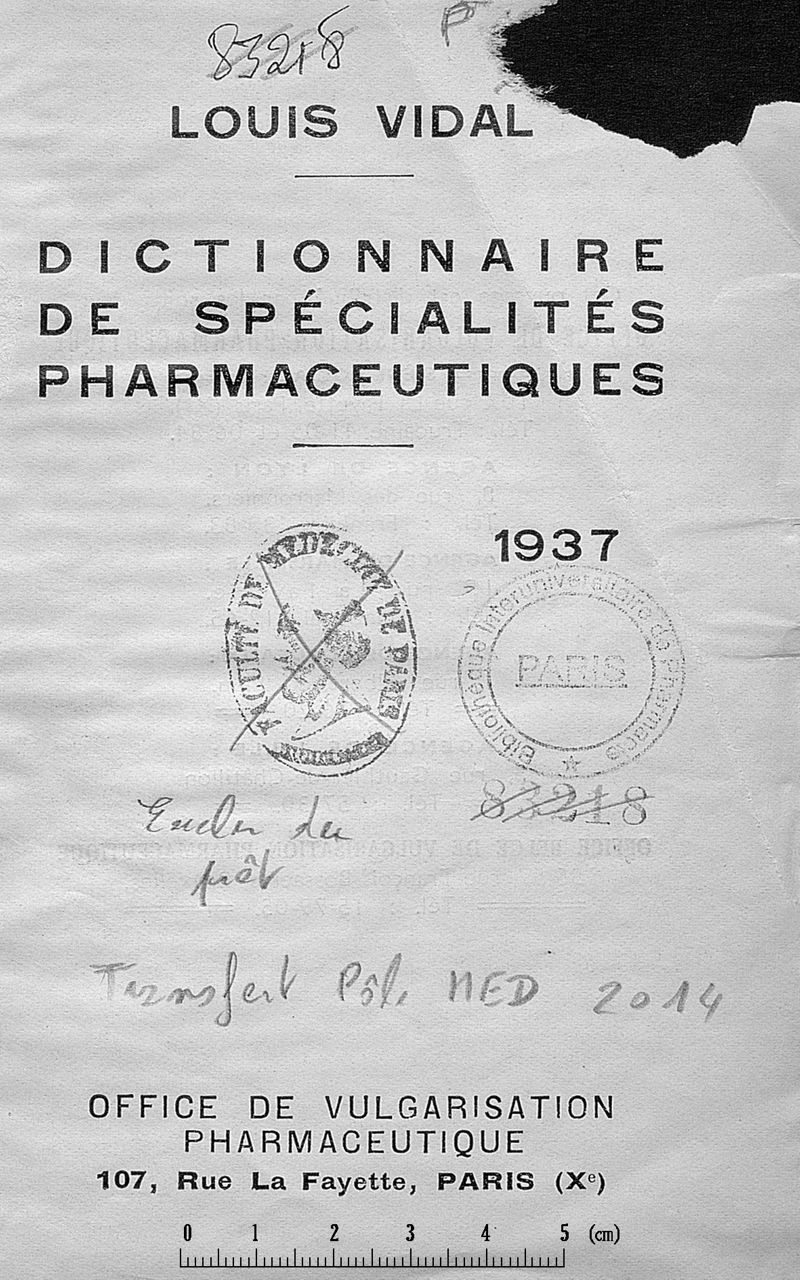 83218
LOUIS VIDAL
DICTIONNAIRE
DE SPÉCIALITÉS
PHARMACEUTIQUES
1937
FACULTÉ DE MÉDECINE DE PARIS
Bibliothèque Interuniversitaire de Pharmacie
PARIS
83218
Exclu du
prêt
Transfert Pôle MED 2014
OFFICE DE VULGARISATION
PHARMACEUTIQUE
107, Rue La Fayette, PARIS (Xe)
0 1 2 3 4 5 (cm)